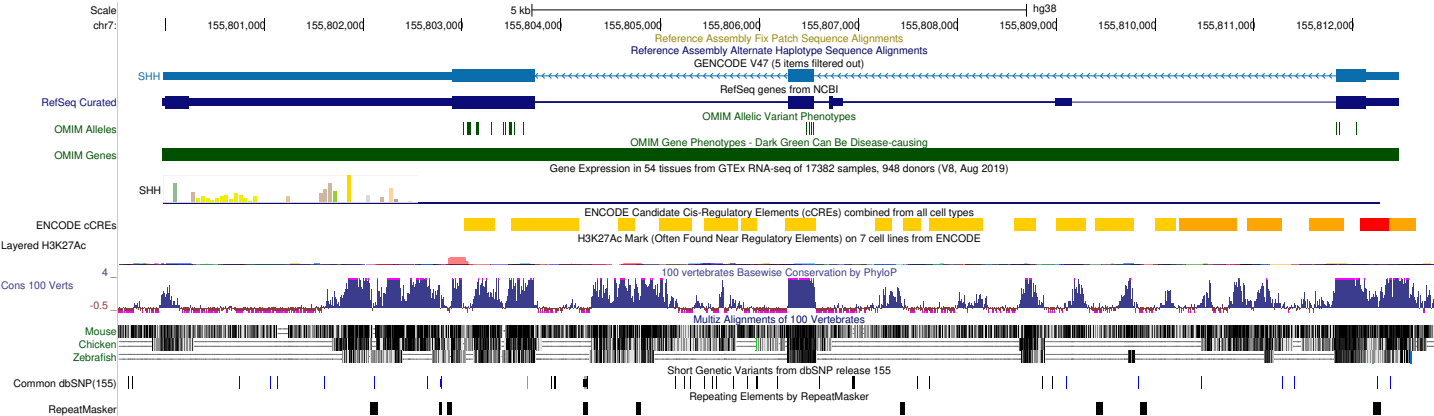 Scale 5 kb hg38
chr7: 155,801,000 155,802,000 155,803,000 155,804,000 155,805,000 155,806,000 155,807,000 155,808,000 155,809,000 155,810,000 155,811,000 155,812,000
Reference Assembly Fix Patch Sequence Alignments
Reference Assembly Alternate Haplotype Sequence Alignments
GENCODE V47 (5 items filtered out)
SHH
RefSeq genes from NCBI
RefSeq Curated
OMIM Allelic Variant Phenotypes
OMIM Alleles
OMIM Gene Phenotypes - Dark Green Can Be Disease-causing
OMIM Genes
Gene Expression in 54 tissues from GTEx RNA-seq of 17382 samples, 948 donors (V8, Aug 2019)
SHH
ENCODE Candidate Cis-Regulatory Elements (cCREs) combined from all cell types
ENCODE cCREs
H3K27Ac Mark (Often Found Near Regulatory Elements) on 7 cell lines from ENCODE
Layered H3K27Ac
100 vertebrates Basewise Conservation by PhyloP
4
Cons 100 Verts
-0.5
Multiz Alignments of 100 Vertebrates
Mouse
Chicken
Zebrafish
Short Genetic Variants from dbSNP release 155
Common dbSNP(155)
Repeating Elements by RepeatMasker
RepeatMasker